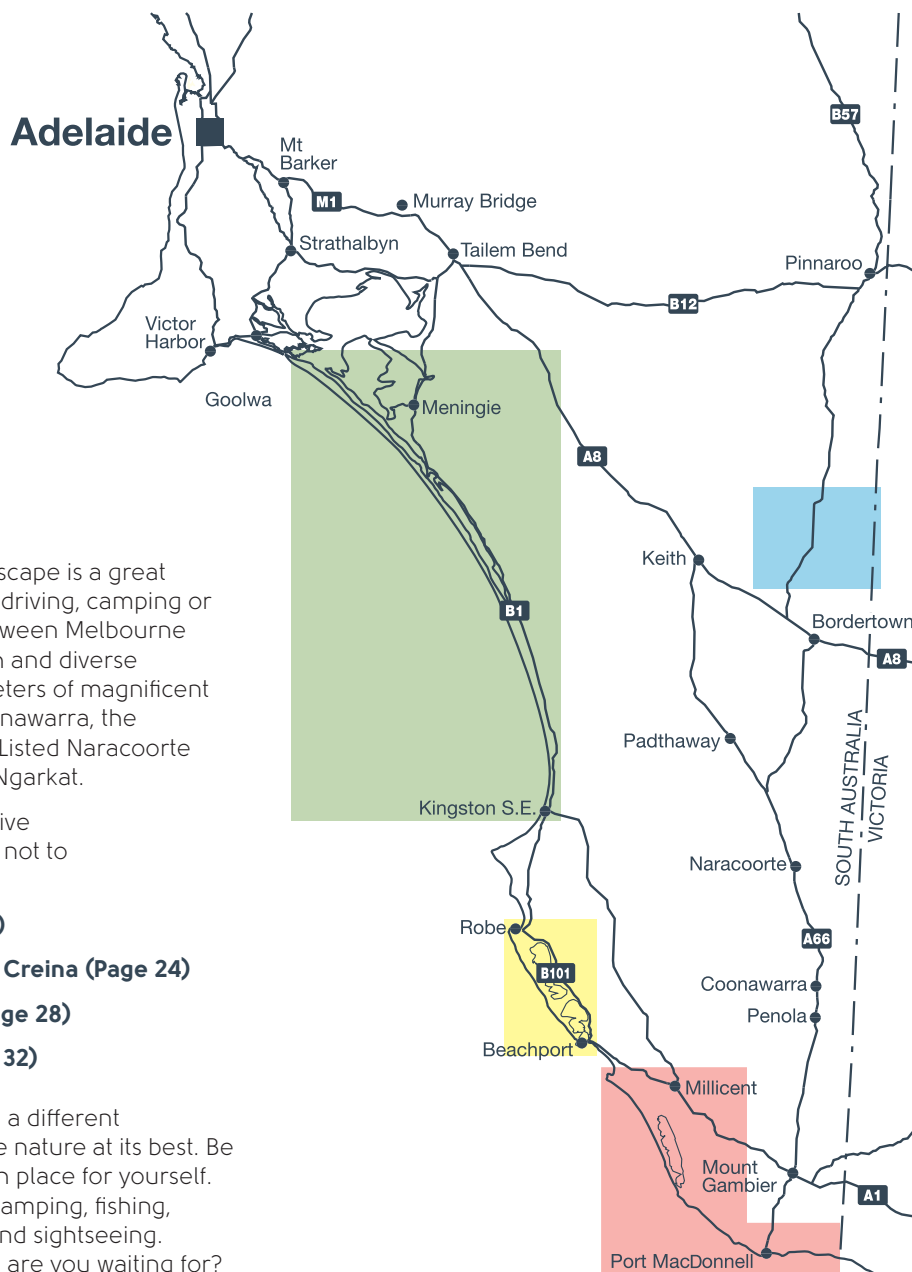 B57
Adelaide
Mt
Barker
M1
Murray Bridge
Strathalbyn
Tailem Bend
Pinnaroo
B12
Victor
Harbor
Goolwa
Meningie
A8
Keith
B1
Bordertown
A8
Padthaway
SOUTH AUSTRALIA
VICTORIA
Kingston S.E.
Naracoorte
Robe
A66
B101
Coonawarra
Penola
Beachport
Millicent
Mount
Gambier
A1
Port MacDonnell
scape is a great
driving, camping or
ween Melbourne
and diverse
eters of magnificent
nawarra, the
Listed Naracoorte
Ngarkat.
ive
not to
)
Creina (Page 24)
ge 28)
32)
a different
e nature at its best. Be
n place for yourself.
amping, fishing,
nd sightseeing.
are you waiting for?